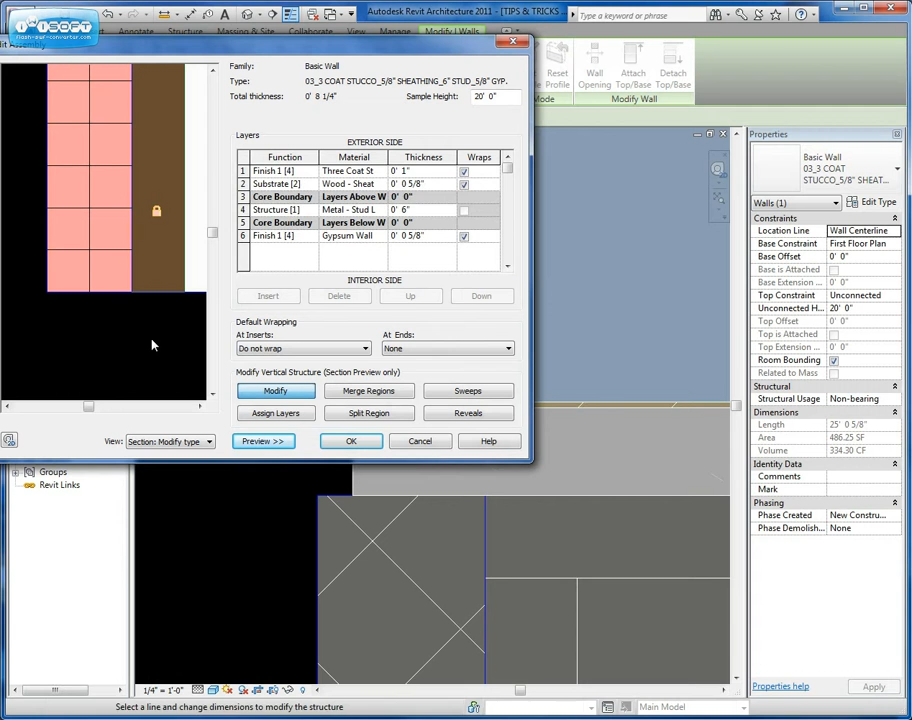 iWiSOFT
flash-swf-converter.com
Autodesk Revit Architecture 2011 - [TIPS & TRICKS
Type a keyword or phrase
Annotate
Structure
Massing & Site
Collaborate
View
Manage
Modify | Walls
dit Assembly
Family:
Basic Wall
Type:
03_3 COAT STUCCO_5/8" SHEATHING_6" STUD_5/8" GYP.
Total thickness:
0' 8 1/4"
Sample Height:
20' 0"
Layers
EXTERIOR SIDE
Function
Material
Thickness
Wraps
1
Finish 1 [4]
Three Coat St
0' 1"
2
Substrate [2]
Wood - Sheat
0' 0 5/8"
3
Core Boundary
Layers Above W
0' 0"
4
Structure [1]
Metal - Stud L
0' 6"
5
Core Boundary
Layers Below W
0' 0"
6
Finish 1 [4]
Gypsum Wall
0' 0 5/8"
INTERIOR SIDE
Insert
Delete
Up
Down
Default Wrapping
At Inserts:
At Ends:
Do not wrap
None
Modify Vertical Structure (Section Preview only)
Modify
Merge Regions
Sweeps
Assign Layers
Split Region
Reveals
View:
Section: Modify type
Preview >>
OK
Cancel
Help
Reset
Profile
Wall
Opening
Attach
Top/Base
Detach
Top/Base
Mode
Modify Wall
Properties
Basic Wall
03_3 COAT
STUCCO_5/8" SHEAT...
Walls (1)
Edit Type
Constraints
Location Line
Wall Centerline
Base Constraint
First Floor Plan
Base Offset
0' 0"
Base is Attached
Base Extension ...
0' 0"
Top Constraint
Unconnected
Unconnected H...
20' 0"
Top Offset
0' 0"
Top is Attached
Top Extension ...
0' 0"
Room Bounding
Related to Mass
Structural
Structural Usage
Non-bearing
Dimensions
Length
25' 0 5/8"
Area
486.25 SF
Volume
334.30 CF
Identity Data
Comments
Mark
Phasing
Phase Created
New Constru...
Phase Demolish...
None
Properties help
Apply
Groups
Revit Links
1/4" = 1'-0"
Select a line and change dimensions to modify the structure
Main Model